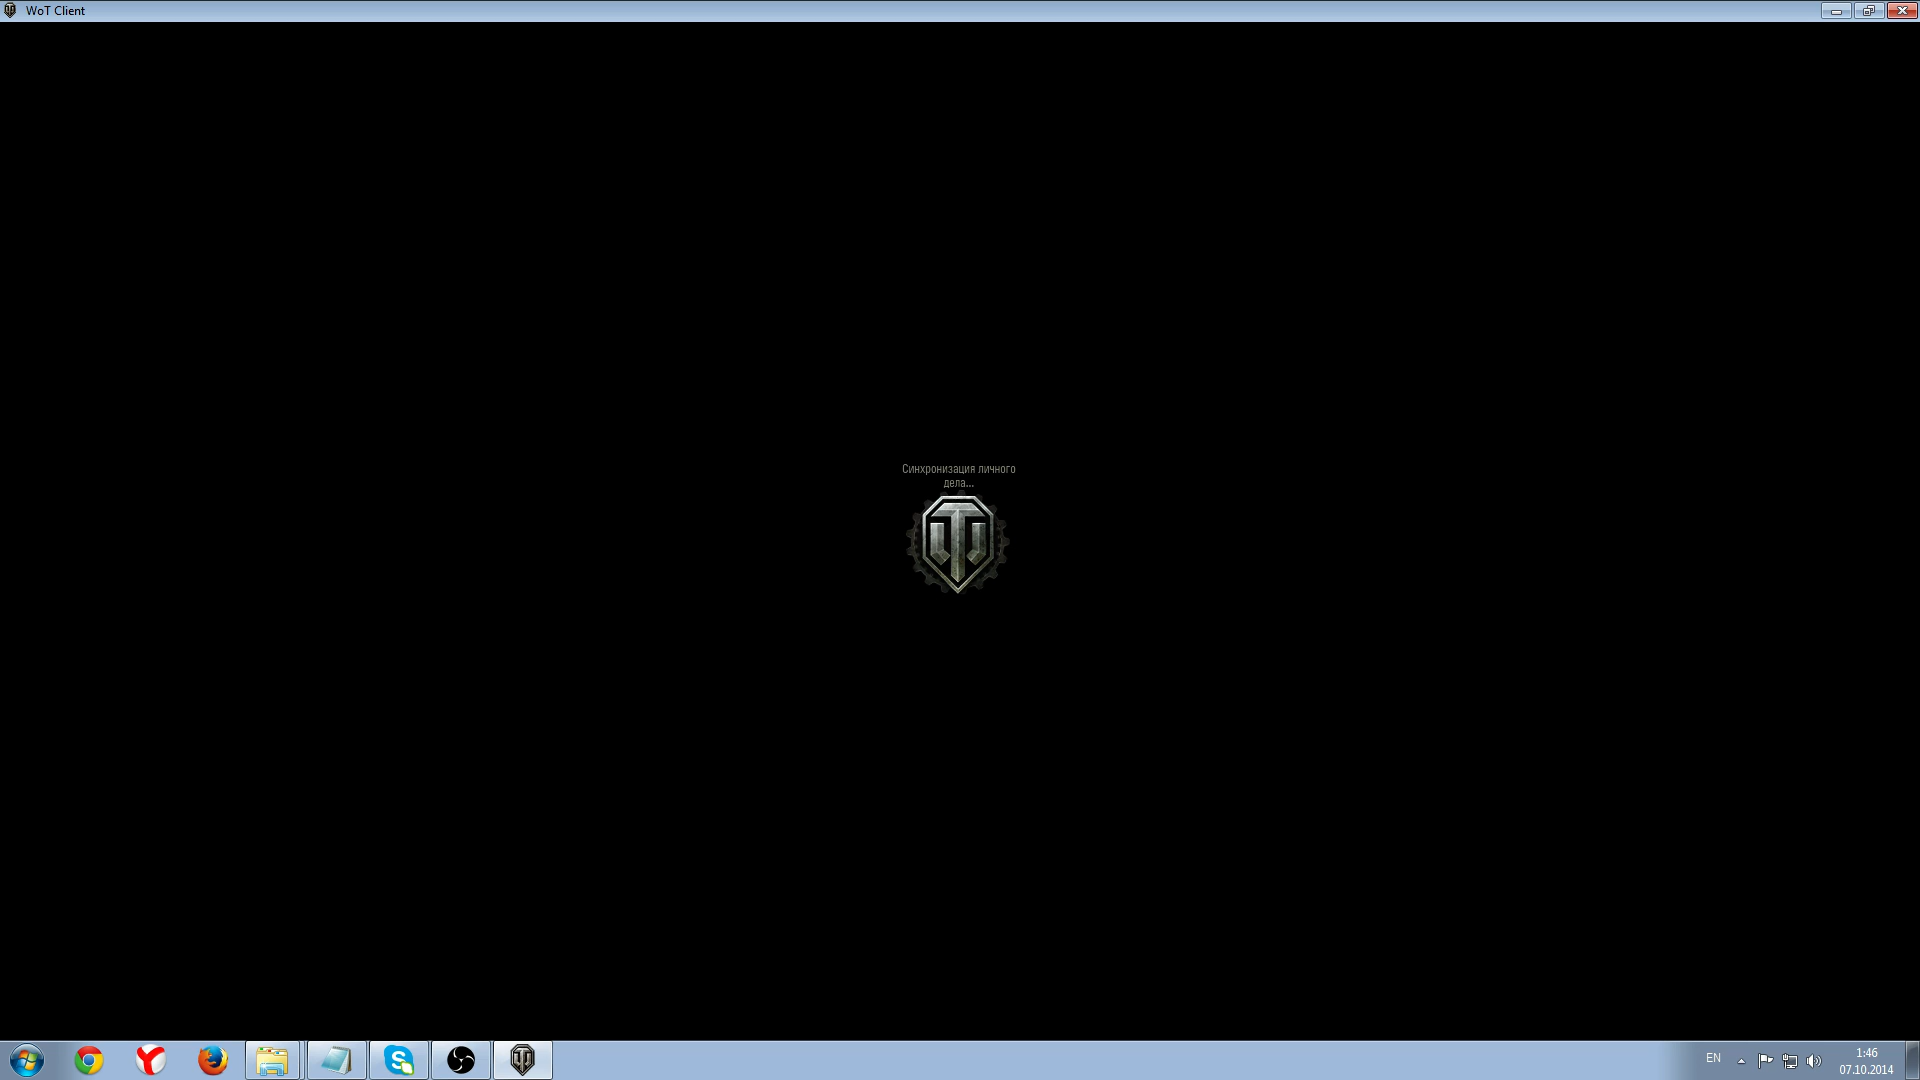 WoT Client
Синхронизация личного
дела...
EN
1:46
07.10.2014